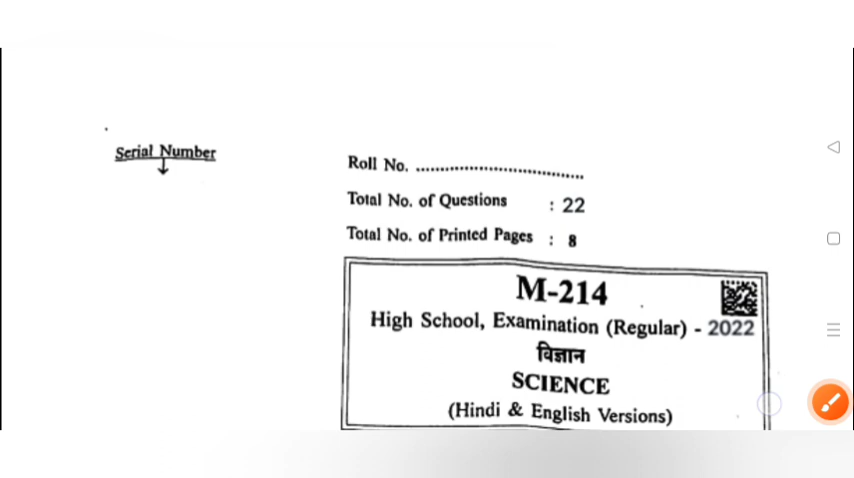 Serial Number
Roll No. ........................................
Total No. of Questions : 22
Total No. of Printed Pages : 8
M-214
High School, Examination (Regular) - 2022
विज्ञान
SCIENCE
(Hindi & English Versions)